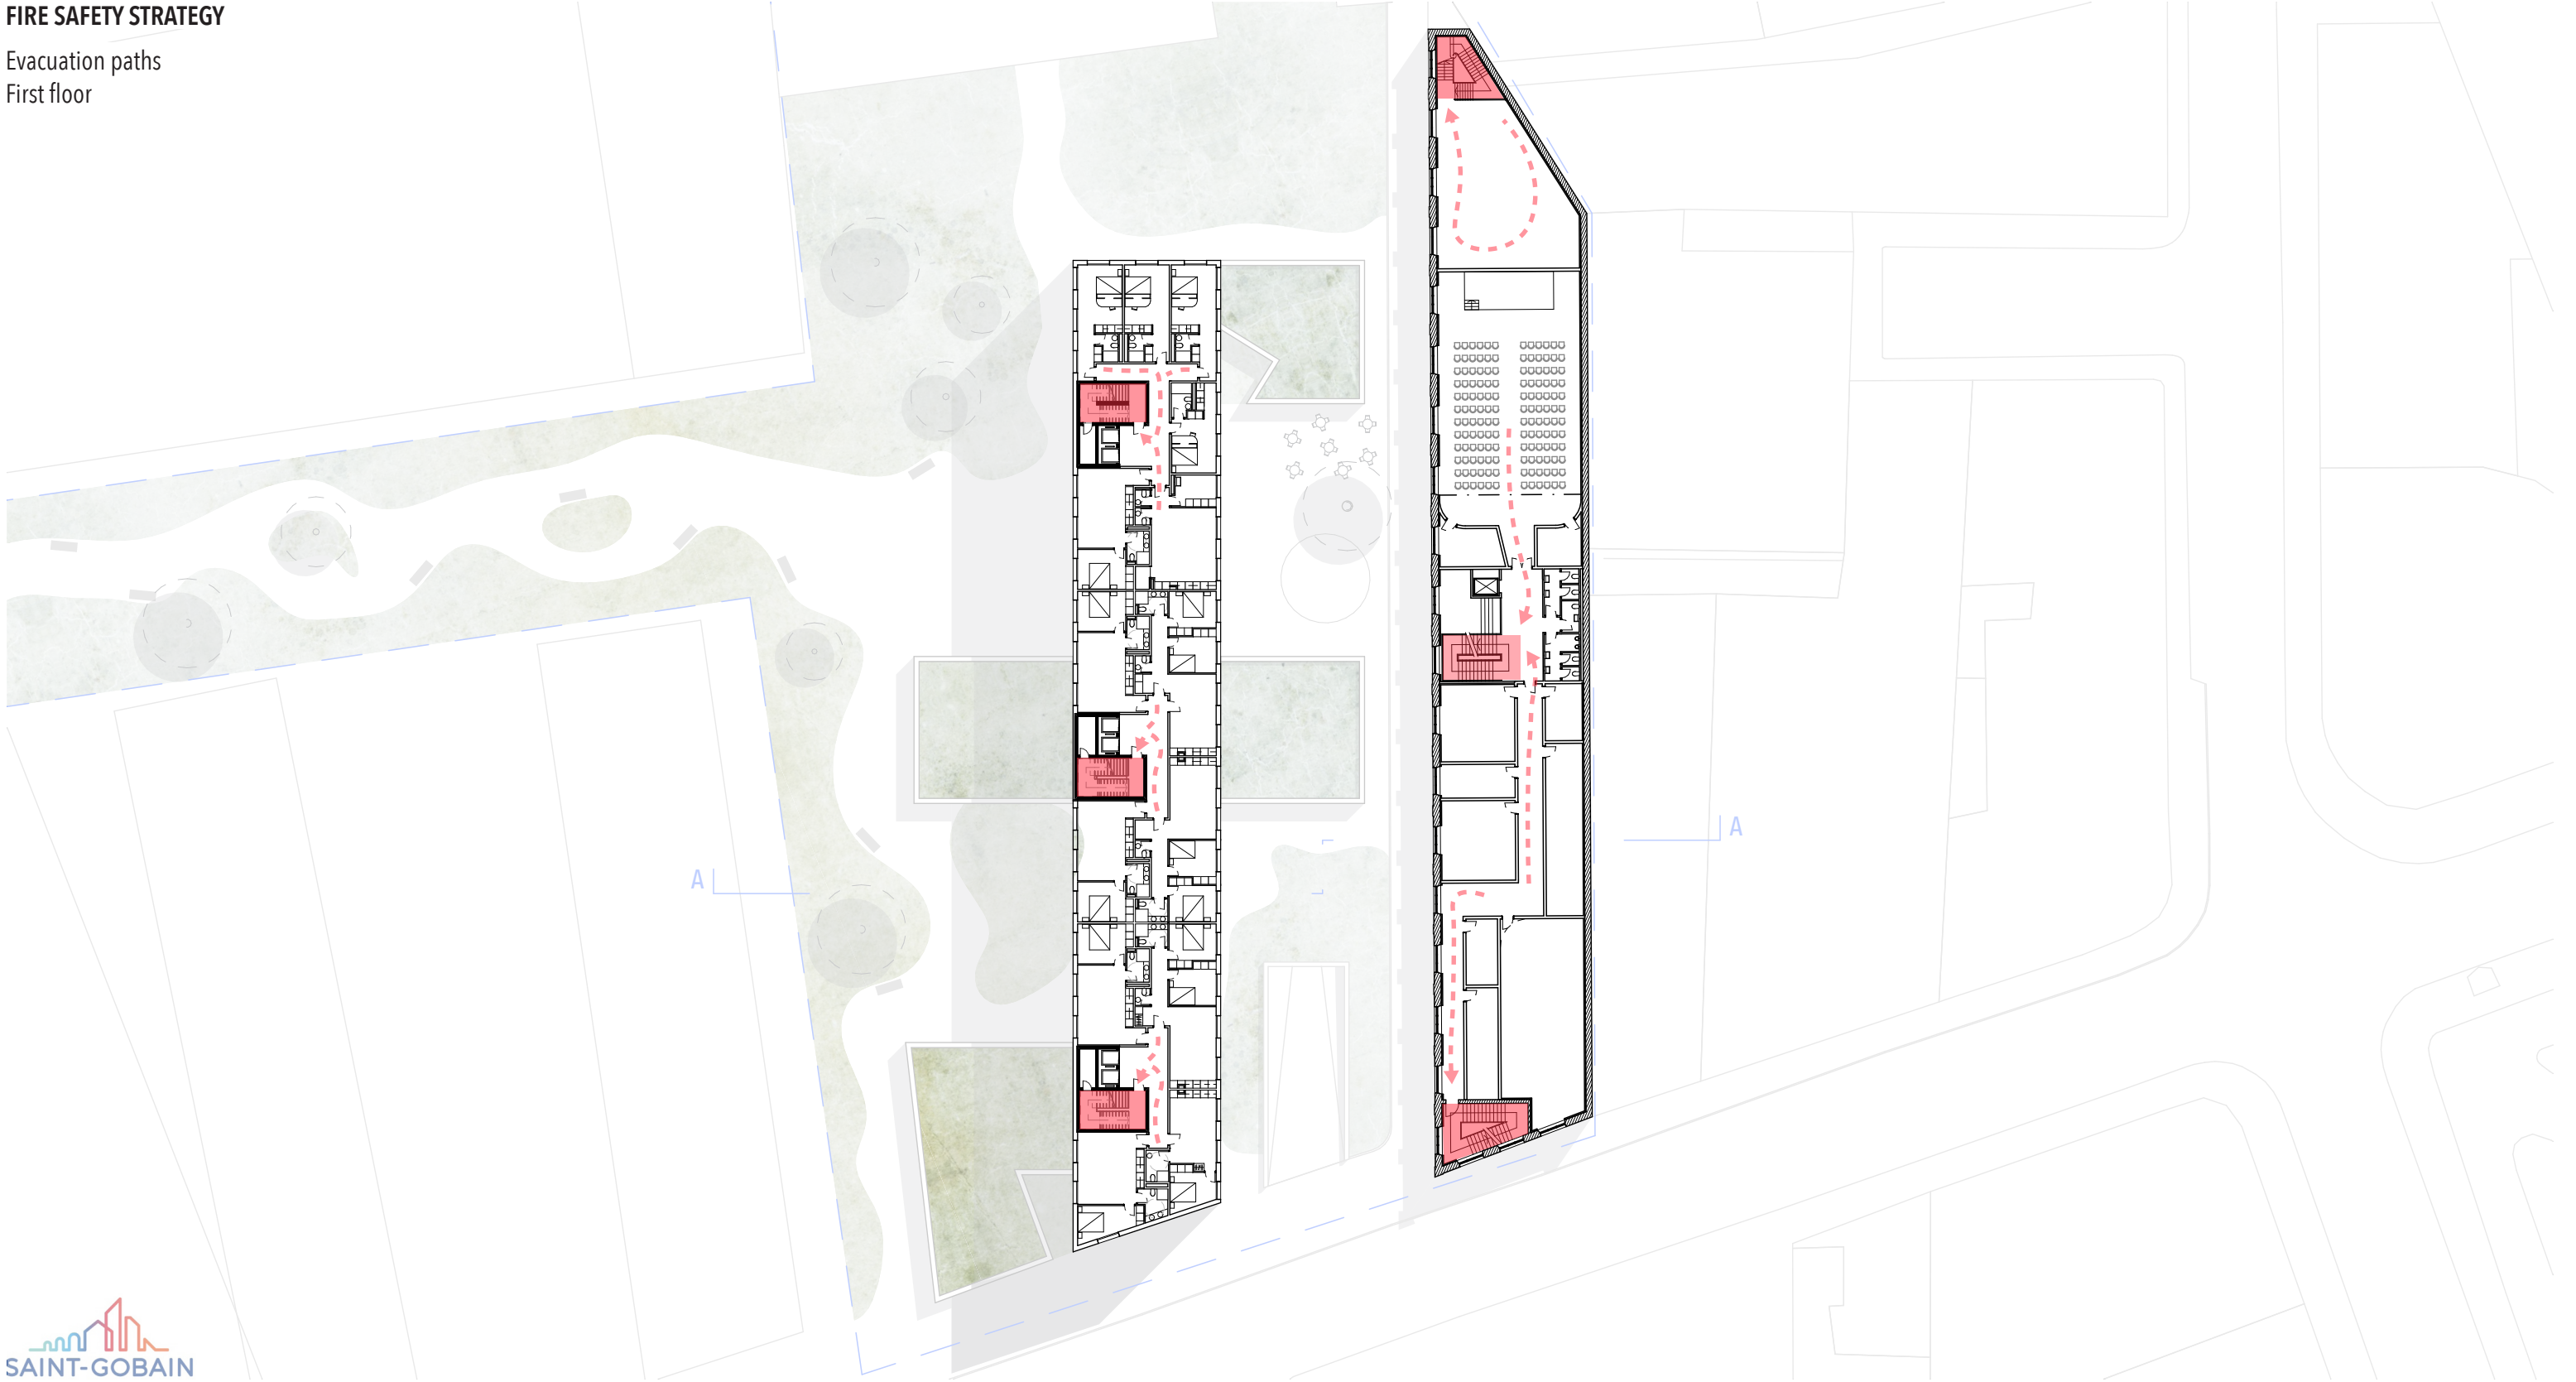 FIRE SAFETY STRATEGY
Evacuation paths
First floor
A
A
SAINT-GOBAIN